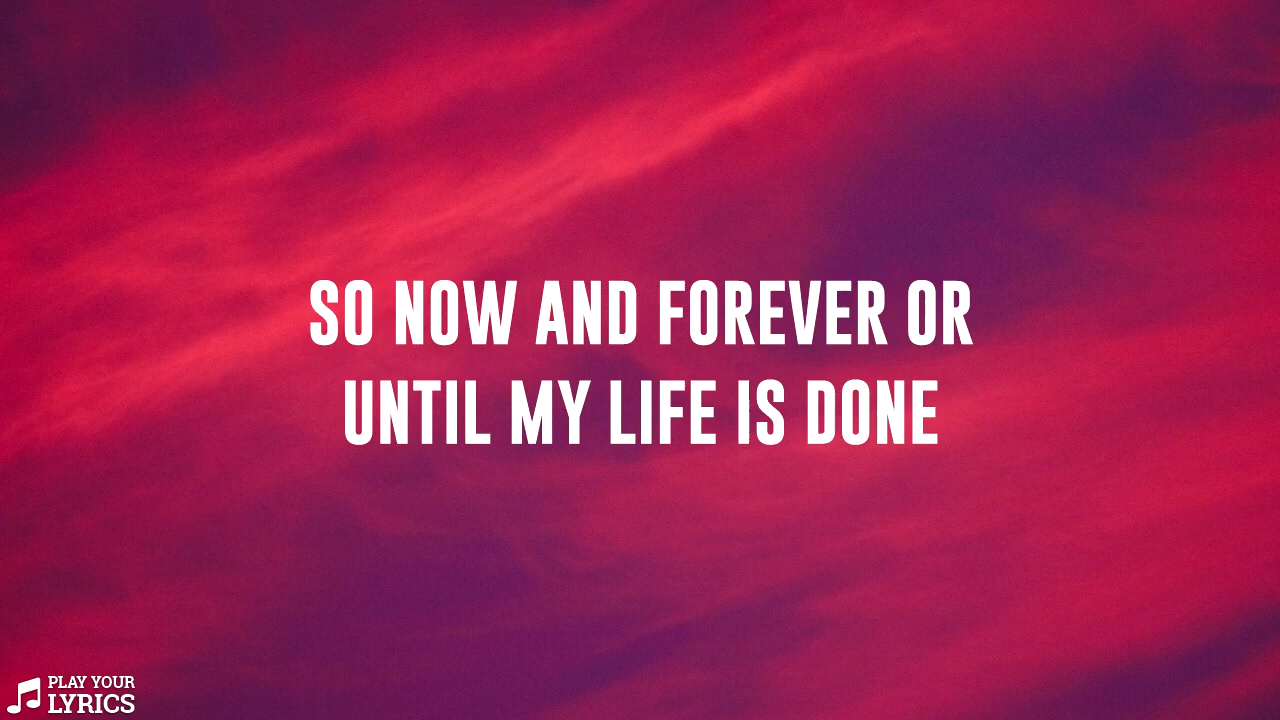 SO NOW AND FOREVER OR
UNTIL MY LIFE IS DONE
PLAY YOUR
LYRICS